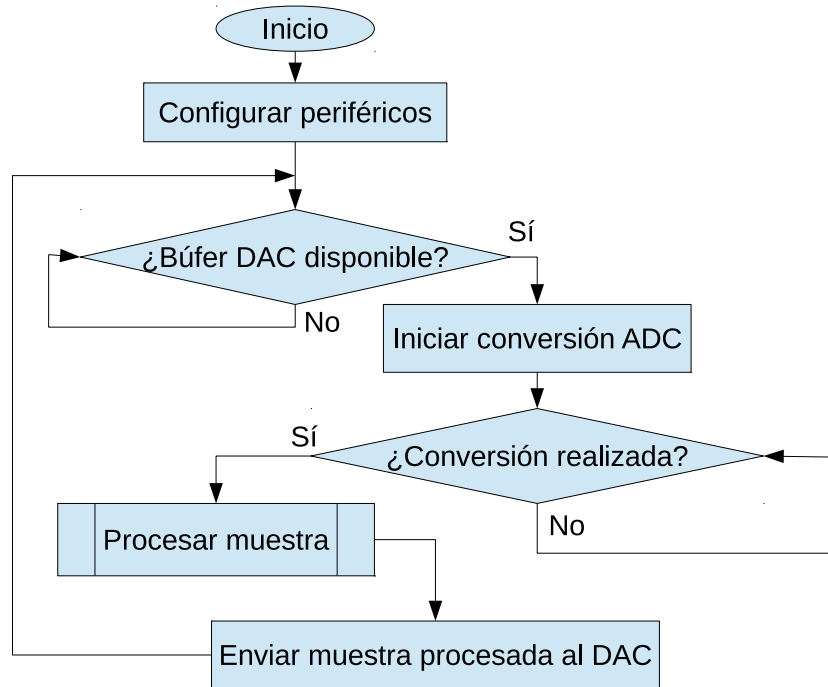 Inicio
Configurar periféricos
¿Búfer DAC disponible?
Sí
No
Iniciar conversión ADC
¿Conversión realizada?
Sí
No
Procesar muestra
Enviar muestra procesada al DAC